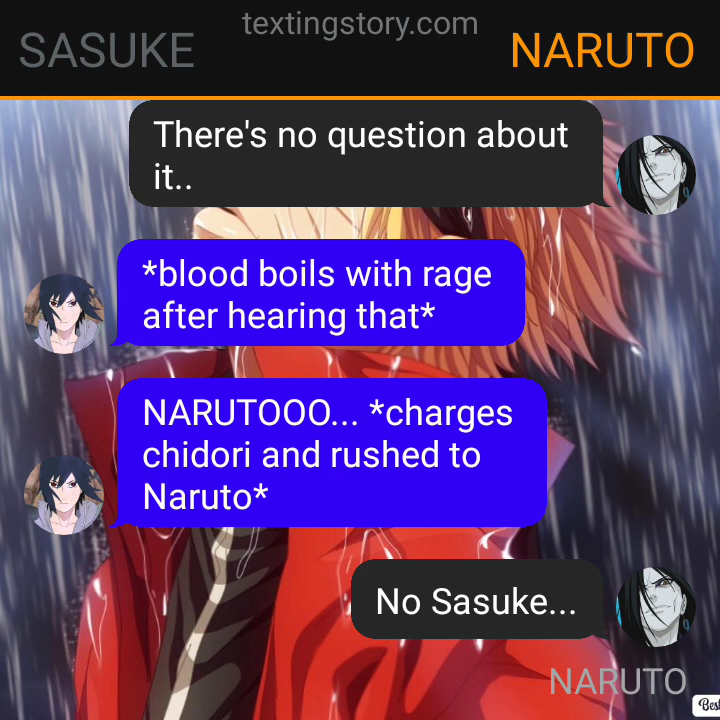 textingstory.com
SASUKE NARUTO
There's no question about
it..
*blood boils with rage
after hearing that*
NARUTOOO... *charges
chidori and rushed to
Naruto*
No Sasuke...
NARUTO